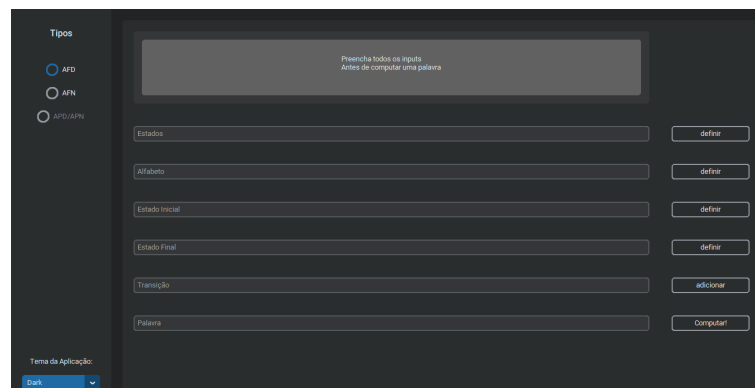 Tipos
AFD
AFN
APD/APN
Tema da Aplicação:
Dark
Preencha todos os inputs
Antes de computar uma palavra
Estados
definir
Alfabeto
definir
Estado Inicial
definir
Estado Final
definir
Transição
adicionar
Palavra
Computar!